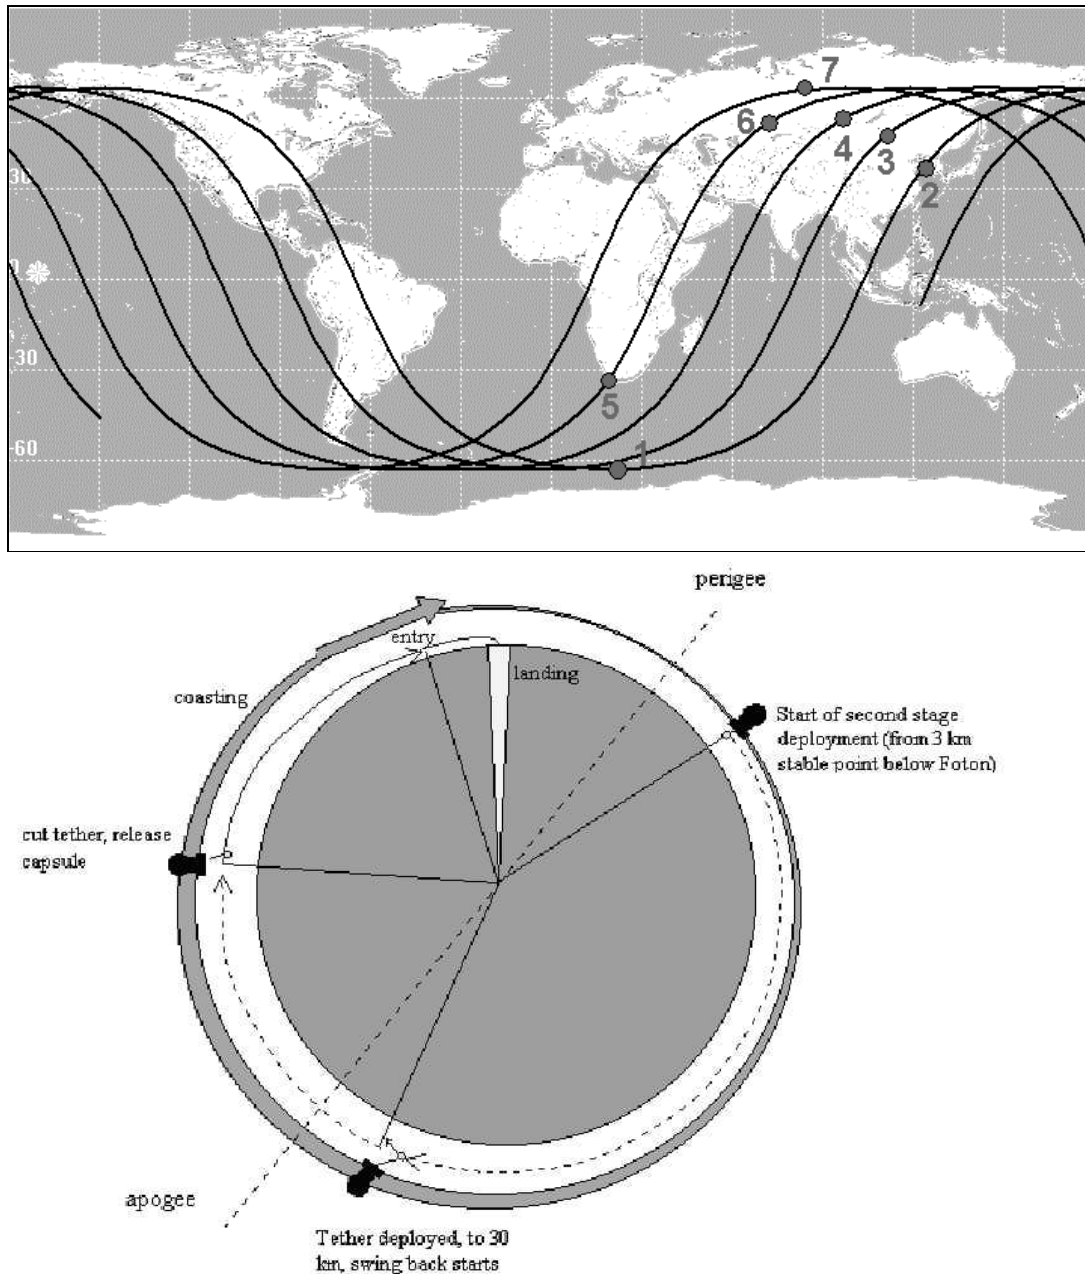 7
6
4
3
2
30
0
30
5
1
60
perigee
entry
landing
coasting
Start of second stage
deployment (from 3 km
stable point below Foton)
cut tether, release
capsule
apogee
Tether deployed, to 30
km, swing back starts